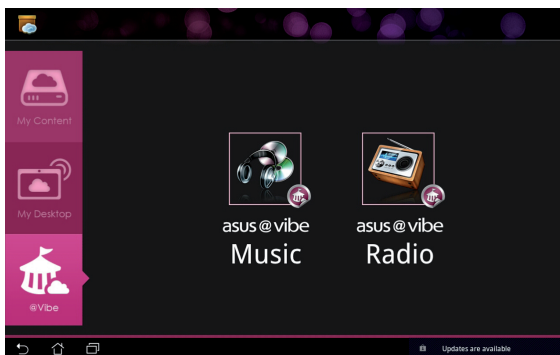 My Content
My Desktop
@Vibe
asus@vibe
Music
asus@vibe
Radio
Updates are available